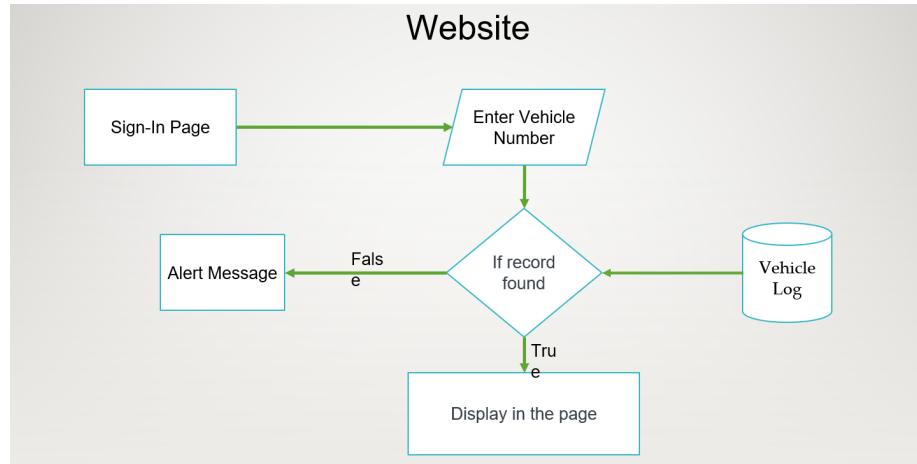 Website
Sign-In Page
Enter Vehicle
Number
Alert Message
Fals
e
If record
found
Vehicle
Log
Tru
e
Display in the page